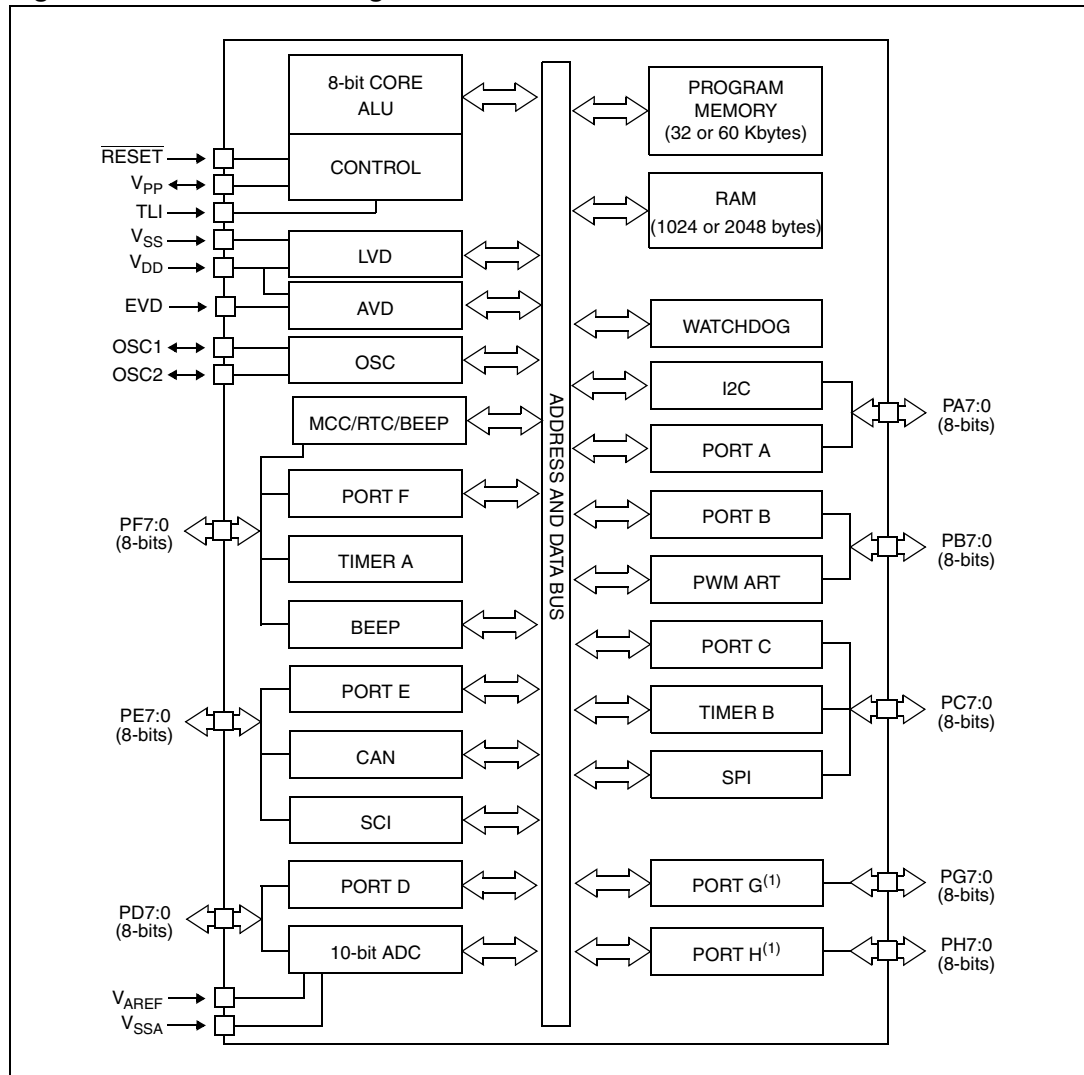 8-bit CORE
ALU
CONTROL
RESET
VPP
TLI
VSS
VDD
EVD
OSC1
OSC2
LVD
AVD
OSC
MCC/RTC/BEEP
PORT F
TIMER A
BEEP
PF7:0
(8-bits)
PORT E
CAN
SCI
PE7:0
(8-bits)
PORT D
10-bit ADC
PD7:0
(8-bits)
VAREF
VSSA
ADDRESS AND DATA BUS
PROGRAM
MEMORY
(32 or 60 Kbytes)
RAM
(1024 or 2048 bytes)
WATCHDOG
I2C
PORT A
PA7:0
(8-bits)
PORT B
PWM ART
PB7:0
(8-bits)
PORT C
TIMER B
SPI
PC7:0
(8-bits)
PORT G(1)
PG7:0
(8-bits)
PORT H(1)
PH7:0
(8-bits)